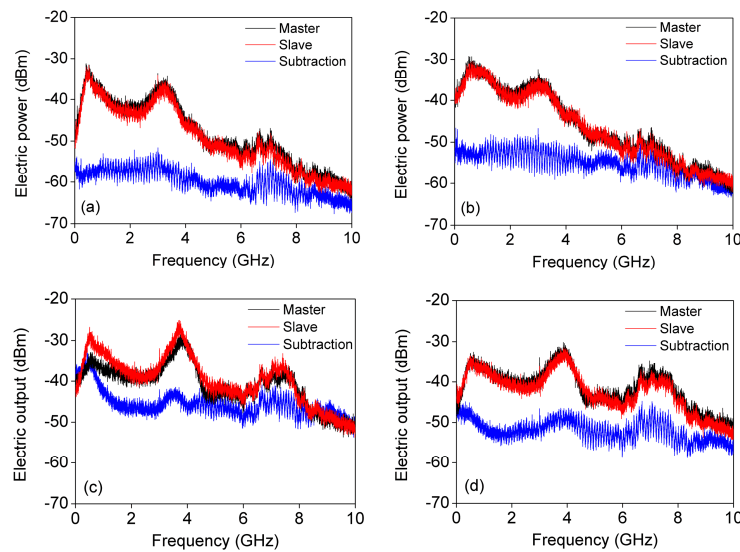 -20
-30
-40
-50
-60
-70
Electric power (dBm)
Master
Slave
Subtraction
(a)
0 2 4 6 8 10
Frequency (GHz)
-20
-30
-40
-50
-60
-70
Electric power (dBm)
Master
Slave
Subtraction
(b)
0 2 4 6 8 10
Frequency (GHz)
-20
-30
-40
-50
-60
-70
Electric output (dBm)
Master
Slave
Subtraction
(c)
0 2 4 6 8 10
Frequency (GHz)
-20
-30
-40
-50
-60
-70
Electric output (dBm)
Master
Slave
Subtraction
(d)
0 2 4 6 8 10
Frequency (GHz)